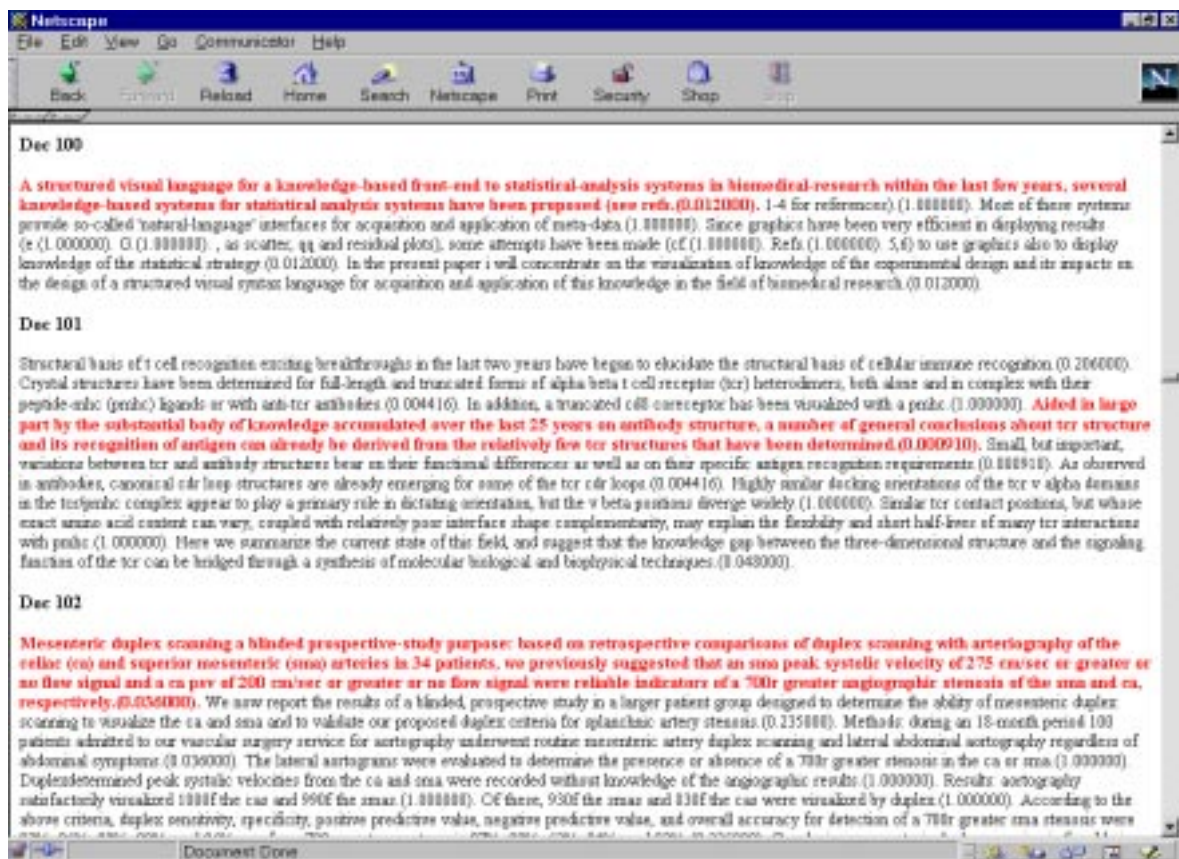 Netscape
File Edit View Go Communicator Help
Back Forward Reload Home Search Netscape Print Security Shop Stop
Doc 100
A structured visual language for a knowledge-based front-end to statistical-analysis systems in biomedical-research within the last few years, several
knowledge-based systems for statistical analysis systems have been proposed (see refs.(0.012000). 1-4 for references).(1.000000). Most of these systems
provide so-called 'natural-language' interfaces for acquisition and application of meta-data.(1.000000). Since graphics have been very efficient in displaying results
(e.(1.000000). G.(1.000000). , as scatter, qq and residual plots), some attempts have been made (cf.(1.000000). Refs.(1.000000). 5,6) to use graphics also to display
knowledge of the statistical strategy.(0.012000). In the present paper i will concentrate on the visualization of knowledge of the experimental design and its impacts on
the design of a structured visual syntax language for acquisition and application of this knowledge in the field of biomedical research.(0.012000).
Doc 101
Structural basis of t cell recognition exciting breakthroughs in the last two years have begun to elucidate the structural basis of cellular immune recognition.(0.206000).
Crystal structures have been determined for full-length and truncated forms of alpha beta t cell receptor (tcr) heterodimers, both alone and in complex with their
peptide-mhc (pmhc) ligands or with anti-tcr antibodies.(0.004416). In addition, a truncated cd8 coreceptor has been visualized with a pmhc.(1.000000). Aided in large
part by the substantial body of knowledge accumulated over the last 25 years on antibody structure, a number of general conclusions about tcr structure
and its recognition of antigen can already be derived from the relatively few tcr structures that have been determined.(0.000910). Small, but important,
variations between tcr and antibody structures bear on their functional differences as well as on their specific antigen recognition requirements.(0.000910). As observed
in antibodies, canonical cdr loop structures are already emerging for some of the tcr cdr loops.(0.004416). Highly similar docking orientations of the tcr v alpha domains
in the tcr/pmhc complex appear to play a primary role in dictating orientation, but the v beta positions diverge widely.(1.000000). Similar tcr contact positions, but whose
exact amino acid content can vary, coupled with relatively poor interface shape complementarity, may explain the flexibility and short half-lives of many tcr interactions
with pmhc.(1.000000). Here we summarize the current state of this field, and suggest that the knowledge gap between the three-dimensional structure and the signaling
function of the tcr can be bridged through a synthesis of molecular biological and biophysical techniques.(0.048000).
Doc 102
Mesenteric duplex scanning a blinded prospective-study purpose: based on retrospective comparisons of duplex scanning with arteriography of the
celiac (ca) and superior mesenteric (sma) arteries in 34 patients, we previously suggested that an sma peak systolic velocity of 275 cm/sec or greater or
no flow signal and a ca psv of 200 cm/sec or greater or no flow signal were reliable indicators of a 700r greater angiographic stenosis of the sma and ca,
respectively.(0.036000). We now report the results of a blinded, prospective study in a larger patient group designed to determine the ability of mesenteric duplex
scanning to visualize the ca and sma and to validate our proposed duplex criteria for splanchnic artery stenosis.(0.235000). Methods: during an 18-month period 100
patients admitted to our vascular surgery service for aortography underwent routine mesenteric artery duplex scanning and lateral abdominal aortography regardless of
abdominal symptoms.(0.036000). The lateral aortograms were evaluated to determine the presence or absence of a 700r greater stenosis in the ca or sma.(1.000000).
Duplexdetermined peak systolic velocities from the ca and sma were recorded without knowledge of the angiographic results.(1.000000). Results: aortography
satisfactorily visualized 1000f the cas and 990f the smas.(1.000000). Of these, 930f the smas and 830f the cas were visualized by duplex.(1.000000). According to the
above criteria, duplex sensitivity, specificity, positive predictive value, negative predictive value, and overall accuracy for detection of a 700r greater sma stenosis were
Document Done